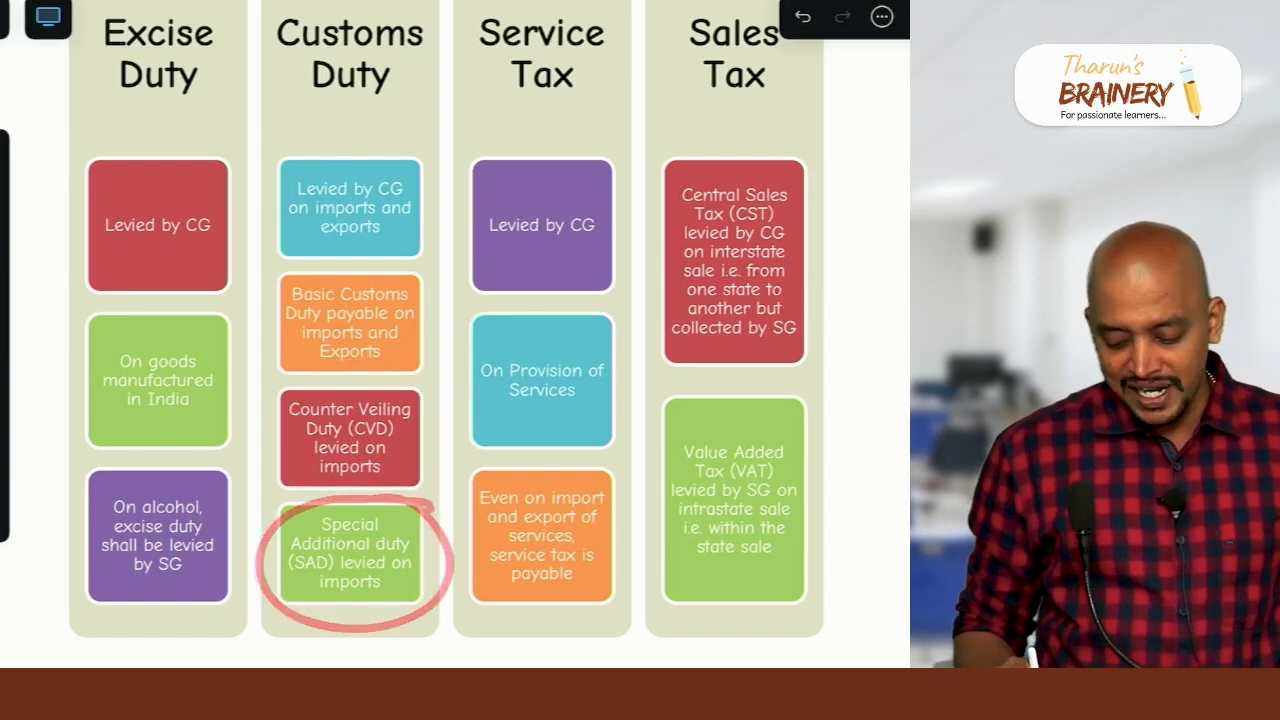 Excise
Duty
Levied by CG
On goods
manufactured
in India
On alcohol,
excise duty
shall be levied
by SG
Customs
Duty
Levied by CG
on imports and
exports
Basic Customs
Duty payable on
imports and
Exports
Counter Veiling
Duty (CVD)
levied on
imports
Special
Additional duty
(SAD) levied on
imports
Service
Tax
Levied by CG
On Provision of
Services
Even on import
and export of
services,
service tax is
payable
Sales
Tax
Central Sales
Tax (CST)
levied by CG
on interstate
sale i.e. from
one state to
another but
collected by SG
Value Added
Tax (VAT)
levied by SG on
intrastate sale
i.e. within the
state sale
Tharun's
BRAINERY
For passionate learners...